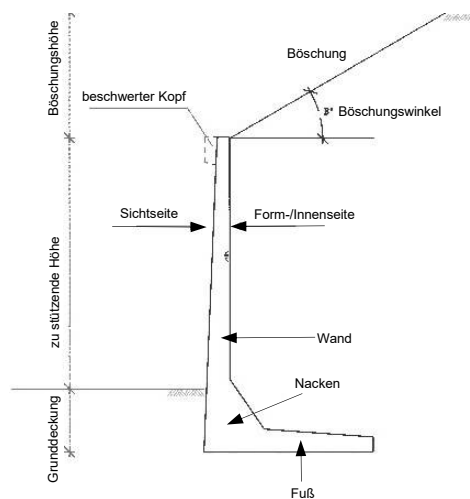 Böschungshöhe
Böschung
beschwerter Kopf
β° Böschungswinkel
Sichtseite
Form-/Innenseite
zu stützende Höhe
Wand
Nacken
Grunddeckung
Fuß